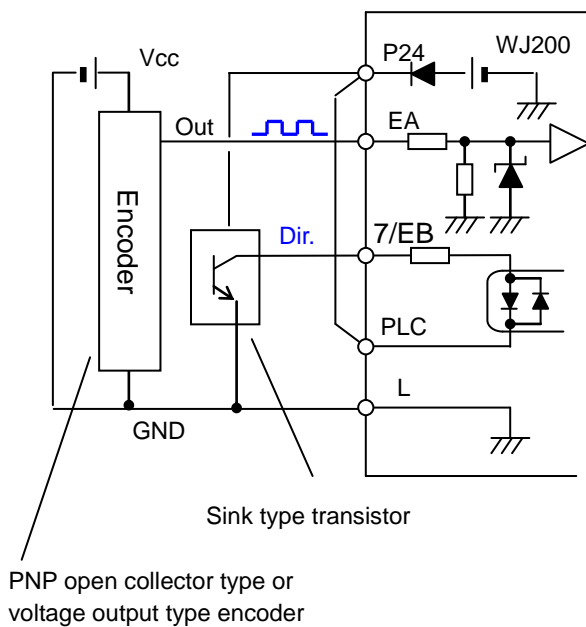 P24
WJ200
Vcc
Out
EA
Encoder
Dir.
7/EB
PLC
L
GND
Sink type transistor
PNP open collector type or
voltage output type encoder